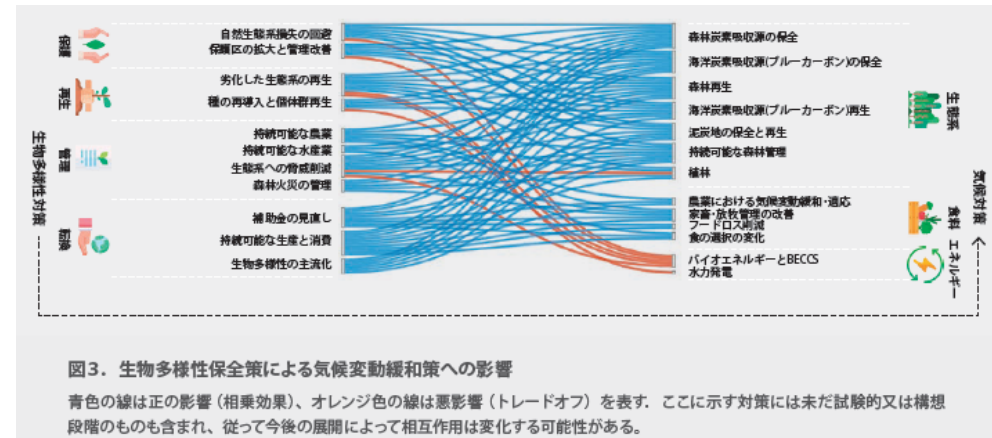 生物多様性対策
保護
自然生態系損失の回避
保護区の拡大と管理改善
再生
劣化した生態系の再生
種の再導入と個体群再生
管理
持続可能な農業
持続可能な水産業
生態系への脅威削減
森林火災の管理
転換
補助金の見直し
持続可能な生産と消費
生物多様性の主流化
森林炭素吸収源の保全
海洋炭素吸収源(ブルーカーボン)の保全
森林再生
海洋炭素吸収源(ブルーカーボン)再生
泥炭地の保全と再生
持続可能な森林管理
植林
生態系
農業における気候変動緩和・適応
家畜・放牧管理の改善
フードロス削減
食の選択の変化
食料
バイオエネルギーとBECCS
水力発電
エネルギー
気候対策
図3. 生物多様性保全策による気候変動緩和策への影響
青色の線は正の影響（相乗効果）、オレンジ色の線は悪影響（トレードオフ）を表す．ここに示す対策には未だ試験的又は構想
段階のものも含まれ、従って今後の展開によって相互作用は変化する可能性がある。